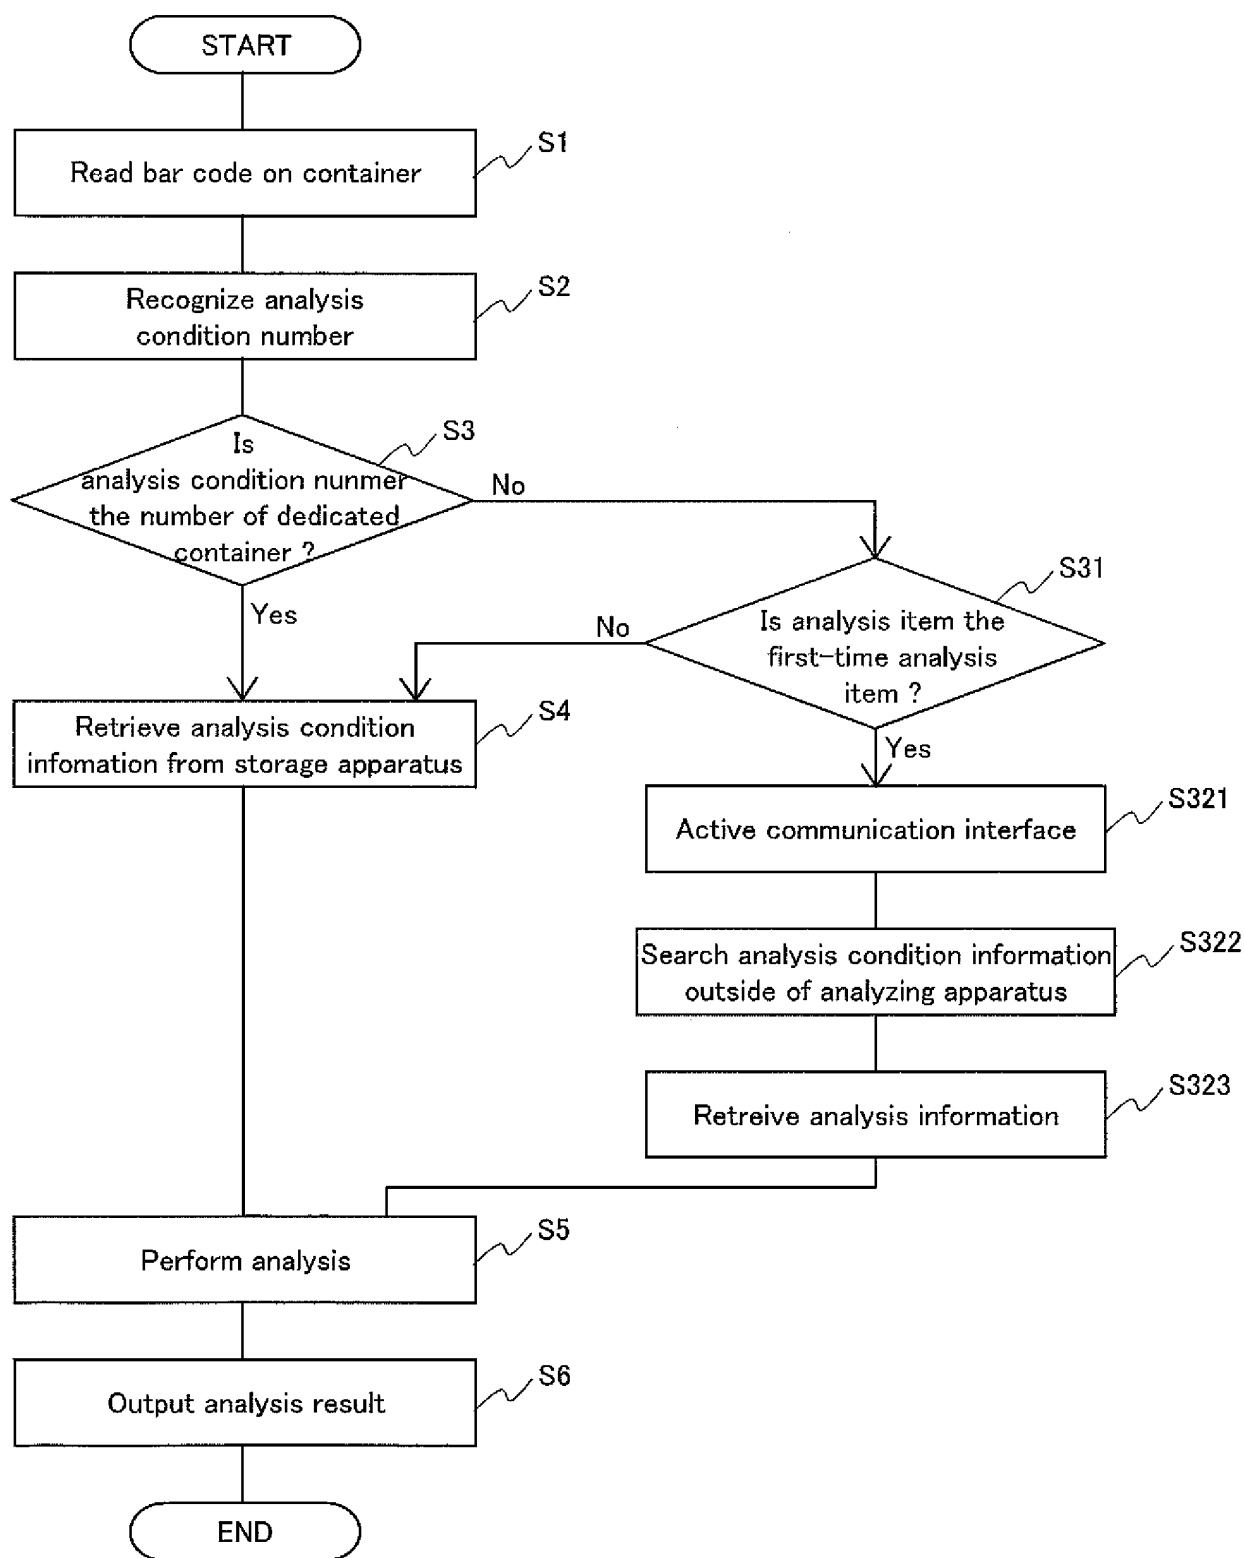 START
S1
Read bar code on container
S2
Recognize analysis
condition number
S3
Is
analysis condition nunmer
the number of dedicated
container ?
No
Yes
S31
Is analysis item the
first-time analysis
item ?
No
Yes
S4
Retrieve analysis condition
infomation from storage apparatus
S321
Active communication interface
S322
Search analysis condition information
outside of analyzing apparatus
S323
Retreive analysis information
S5
Perform analysis
S6
Output analysis result
END